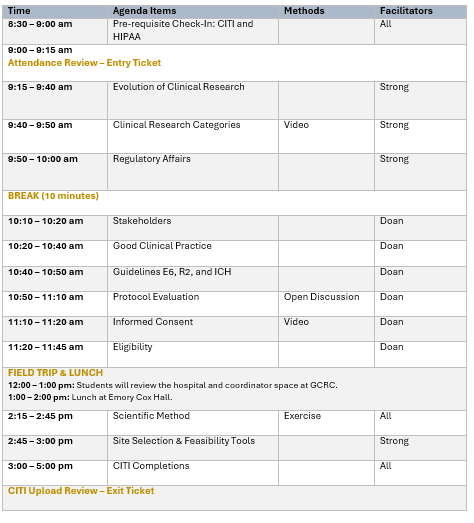 Time Agenda Items Methods Facilitators
8:30 – 9:00 am Pre-requisite Check-In: CITI and All
HIPAA
9:00 – 9:15 am
Attendance Review – Entry Ticket
9:15 – 9:40 am Evolution of Clinical Research Strong
9:40 – 9:50 am Clinical Research Categories Video Strong
9:50 – 10:00 am Regulatory Affairs Strong
BREAK (10 minutes)
10:10 – 10:20 am Stakeholders Doan
10:20 – 10:40 am Good Clinical Practice Doan
10:40 – 10:50 am Guidelines E6, R2, and ICH Doan
10:50 – 11:10 am Protocol Evaluation Open Discussion Doan
11:10 – 11:20 am Informed Consent Video Doan
11:20 – 11:45 am Eligibility Doan
FIELD TRIP & LUNCH
12:00 – 1:00 pm: Students will review the hospital and coordinator space at GCRC.
1:00 – 2:00 pm: Lunch at Emory Cox Hall.
2:15 – 2:45 pm Scientific Method Exercise All
2:45 – 3:00 pm Site Selection & Feasibility Tools Strong
3:00 – 5:00 pm CITI Completions All
CITI Upload Review – Exit Ticket